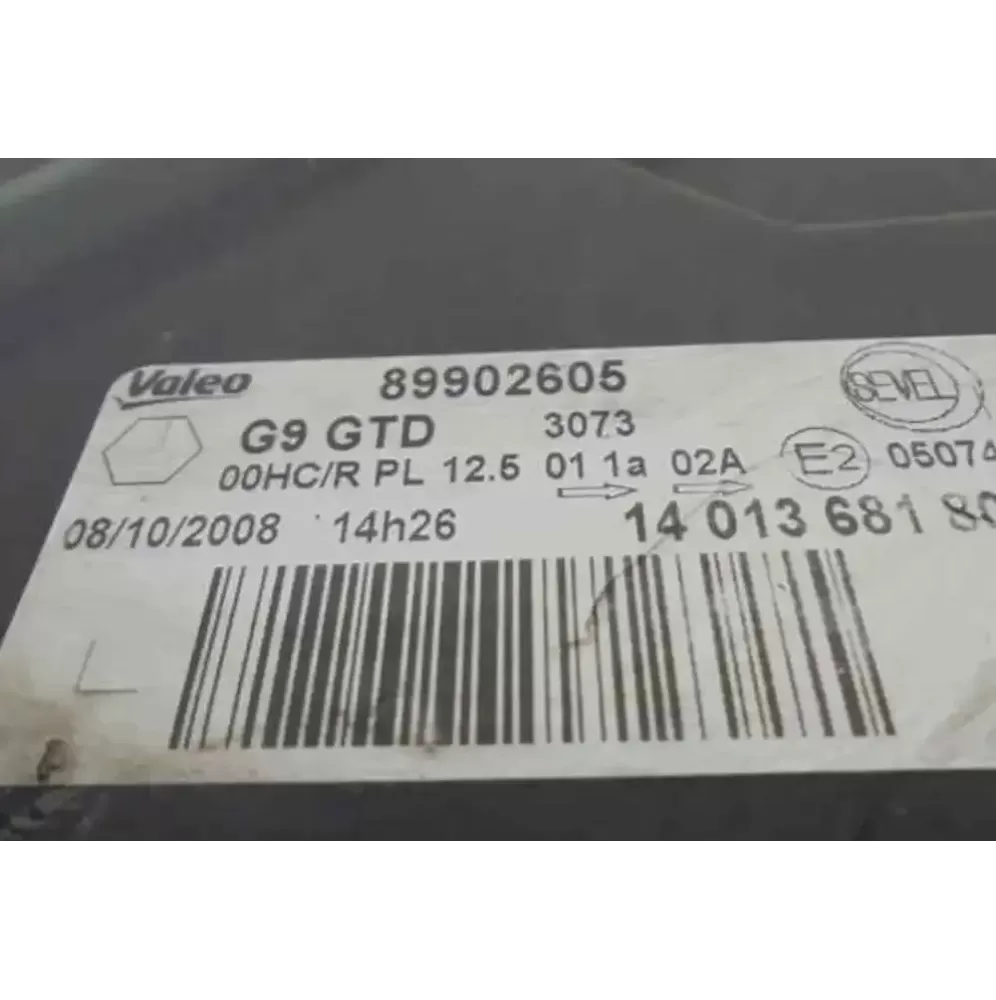 Valeo 89902605 SEVEL
G9 GTD 3073
00HC/R PL 12.5 01 1a 02A E2 05074
08/10/2008 14h26 14 013 681 80